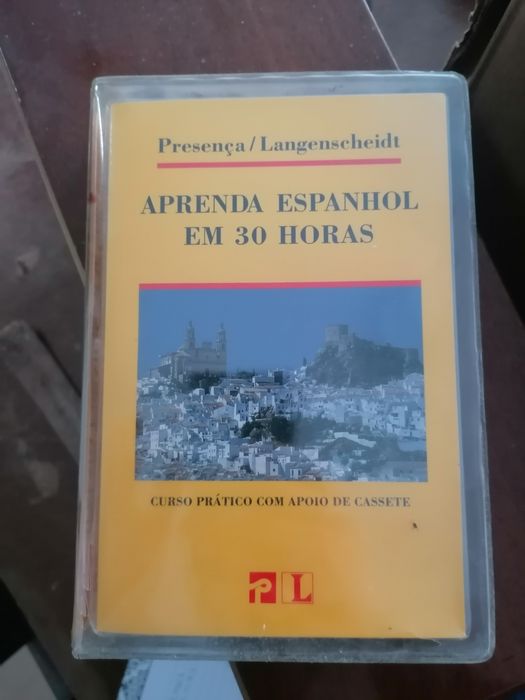 Presença / Langenscheidt
APRENDA ESPANHOL
EM 30 HORAS
CURSO PRÁTICO COM APOIO DE CASSETE
P L